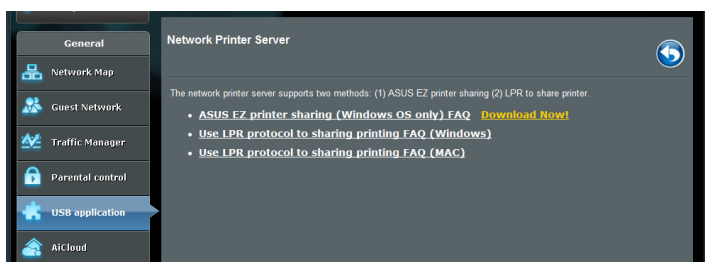 General
Network Map
Guest Network
Traffic Manager
Parental control
USB application
AiCloud
Network Printer Server
The network printer server supports two methods: (1) ASUS EZ printer sharing (2) LPR to share printer.
ASUS EZ printer sharing (Windows OS only) FAQ Download Now!
Use LPR protocol to sharing printing FAQ (Windows)
Use LPR protocol to sharing printing FAQ (MAC)